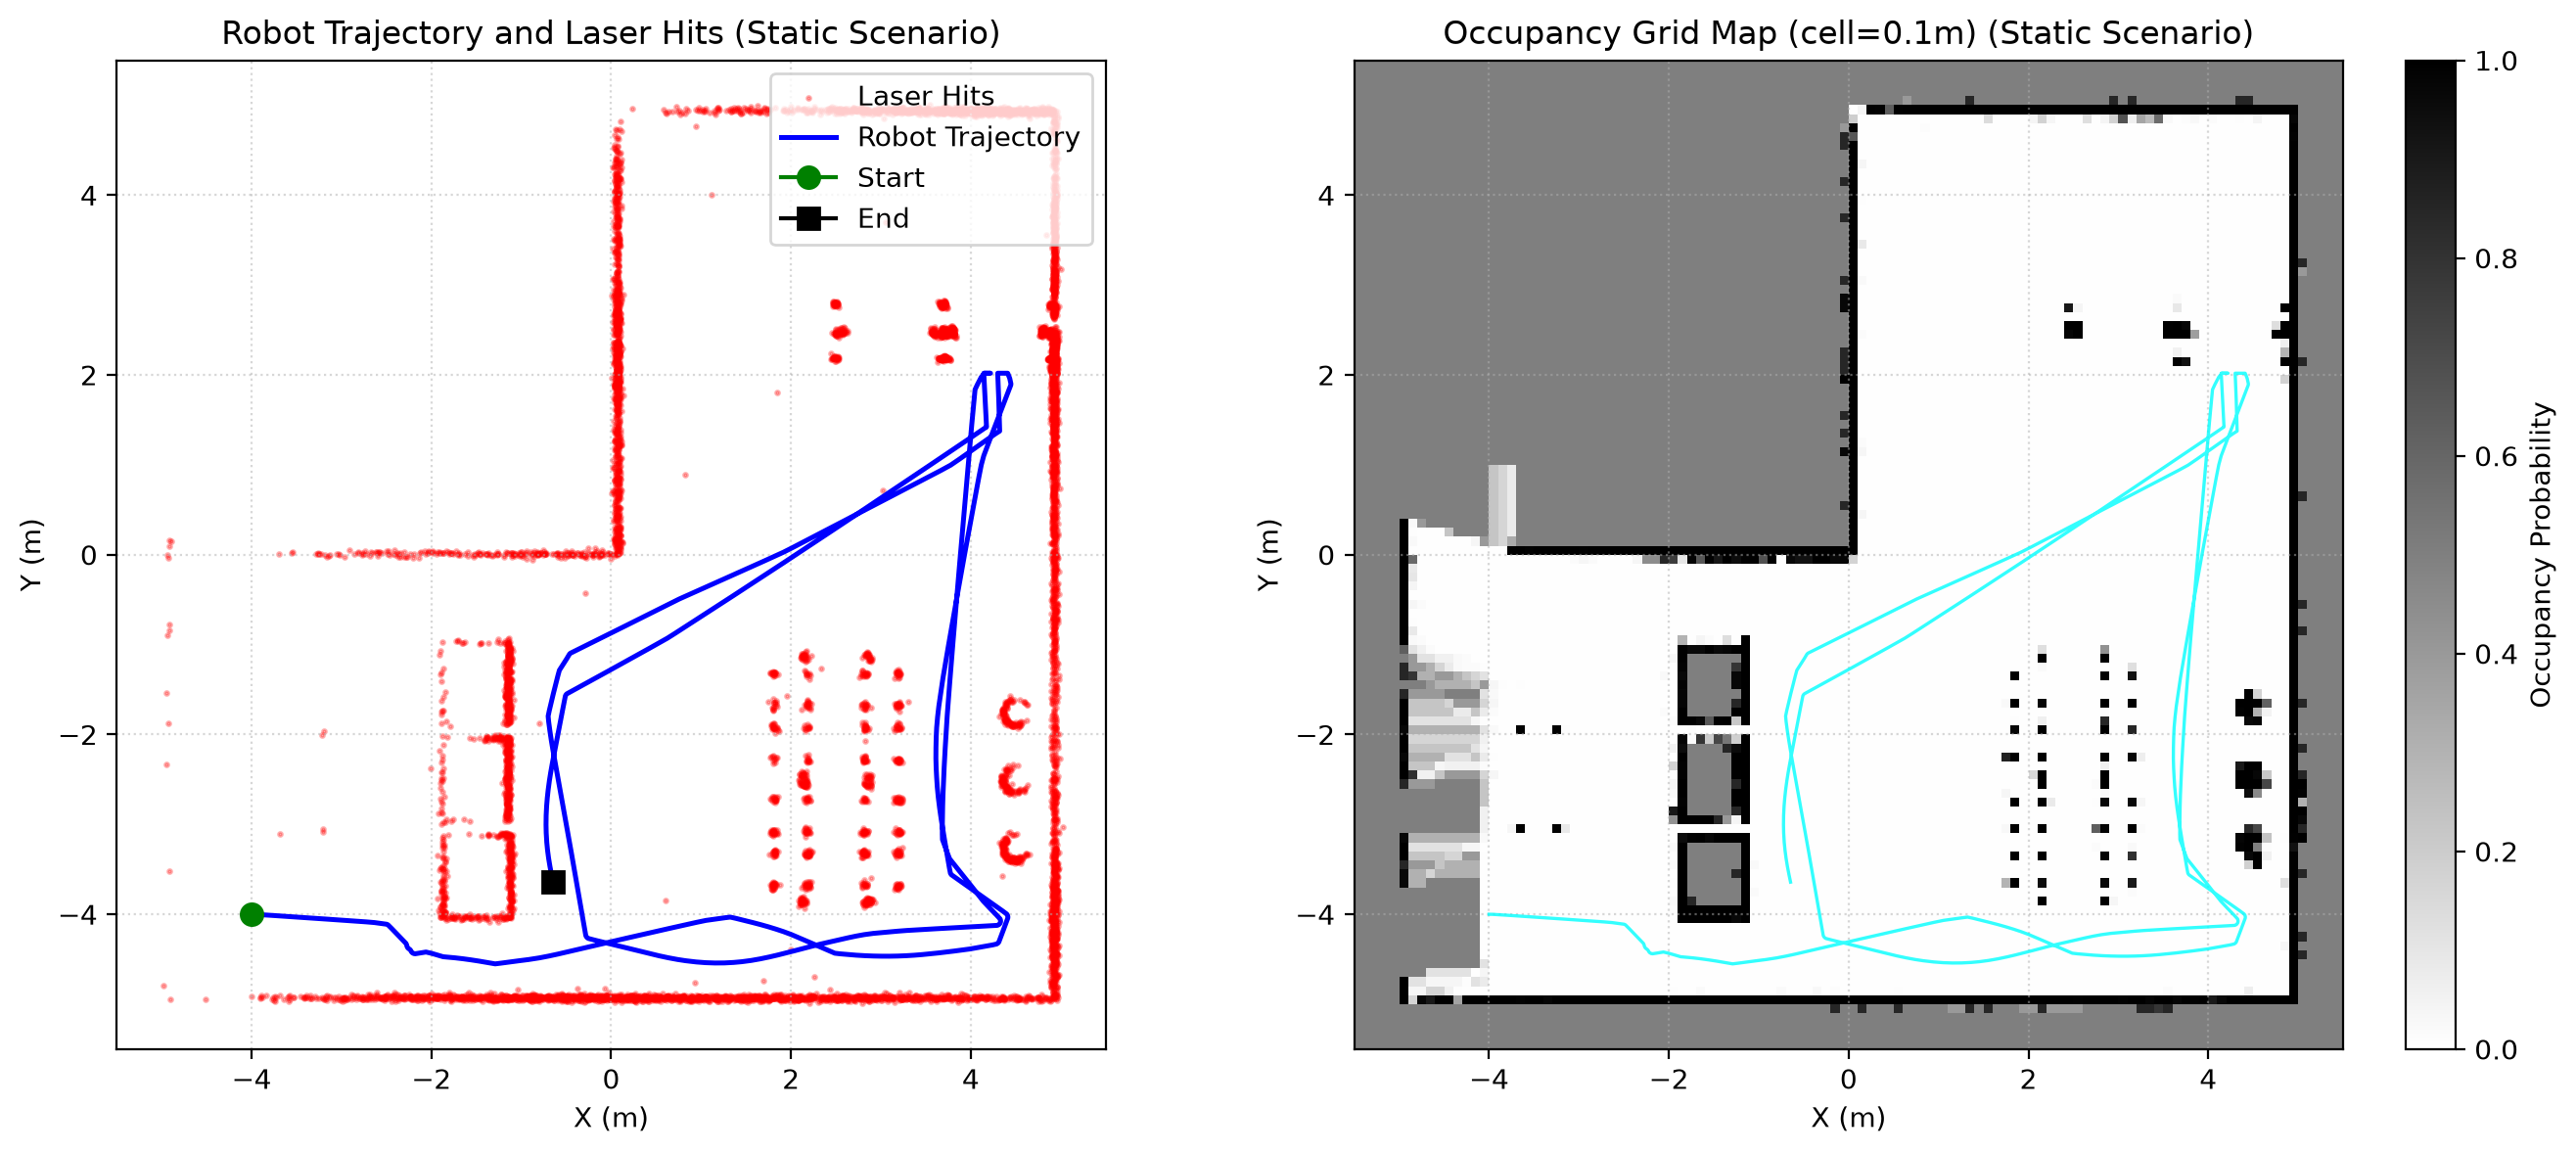 Robot Trajectory and Laser Hits (Static Scenario)
Laser Hits
Robot Trajectory
Start
End
4
2
0
−2
−4
Y (m)
−4
−2
0
2
4
X (m)
Occupancy Grid Map (cell=0.1m) (Static Scenario)
4
2
0
−2
−4
Y (m)
−4
−2
0
2
4
X (m)
1.0
0.8
0.6
0.4
0.2
0.0
Occupancy Probability